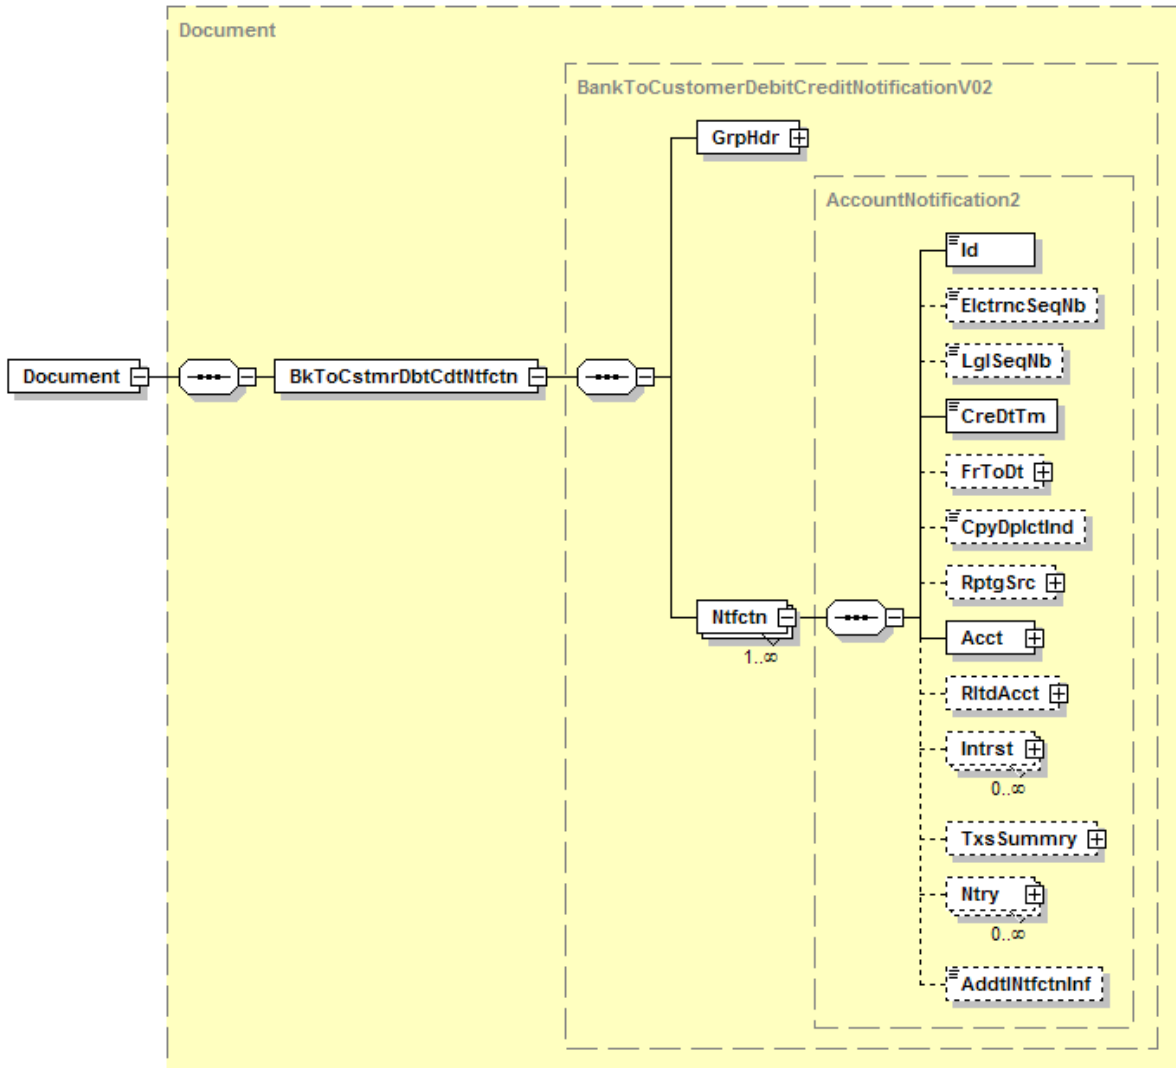 Document
BankToCustomerDebitCreditNotificationV02
GrpHdr
AccountNotification2
Id
ElctrncSeqNb
LglSeqNb
Document
BkToCstmrDbtCdtNtfctn
CreDtTm
FrToDt
CpyDplctInd
RptgSrc
Ntfctn
1..∞
Acct
RltdAcct
Intrst
0..∞
TxsSummry
Ntry
0..∞
AddtlNtfctnInf